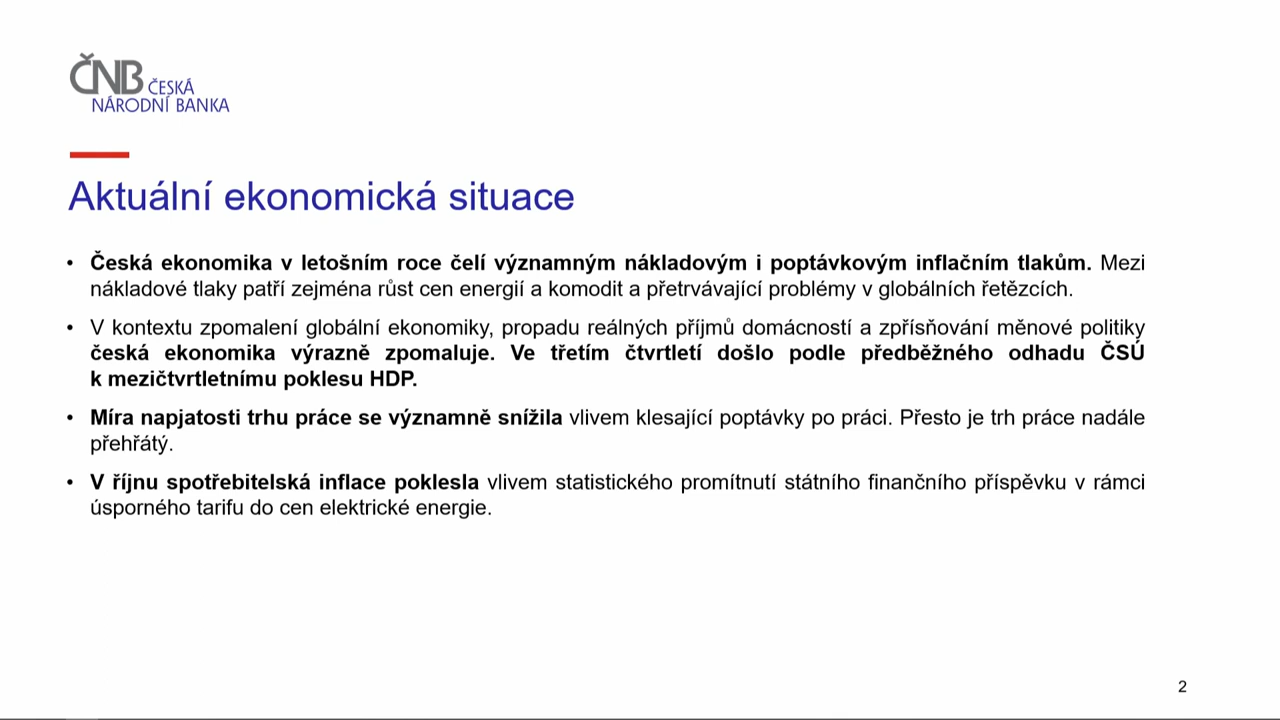 ČNB ČESKÁ
NÁRODNÍ BANKA
Aktuální ekonomická situace
• Česká ekonomika v letošním roce čelí významným nákladovým i poptávkovým inflačním tlakům. Mezi
nákladové tlaky patří zejména růst cen energií a komodit a přetrvávající problémy v globálních řetězcích.
• V kontextu zpomalení globální ekonomiky, propadu reálných příjmů domácností a zpřísňování měnové politiky
česká ekonomika výrazně zpomaluje. Ve třetím čtvrtletí došlo podle předběžného odhadu ČSÚ
k mezičtvrtletnímu poklesu HDP.
• Míra napjatosti trhu práce se významně snížila vlivem klesající poptávky po práci. Přesto je trh práce nadále
přehřátý.
• V říjnu spotřebitelská inflace poklesla vlivem statistického promítnutí státního finančního příspěvku v rámci
úsporného tarifu do cen elektrické energie.
2